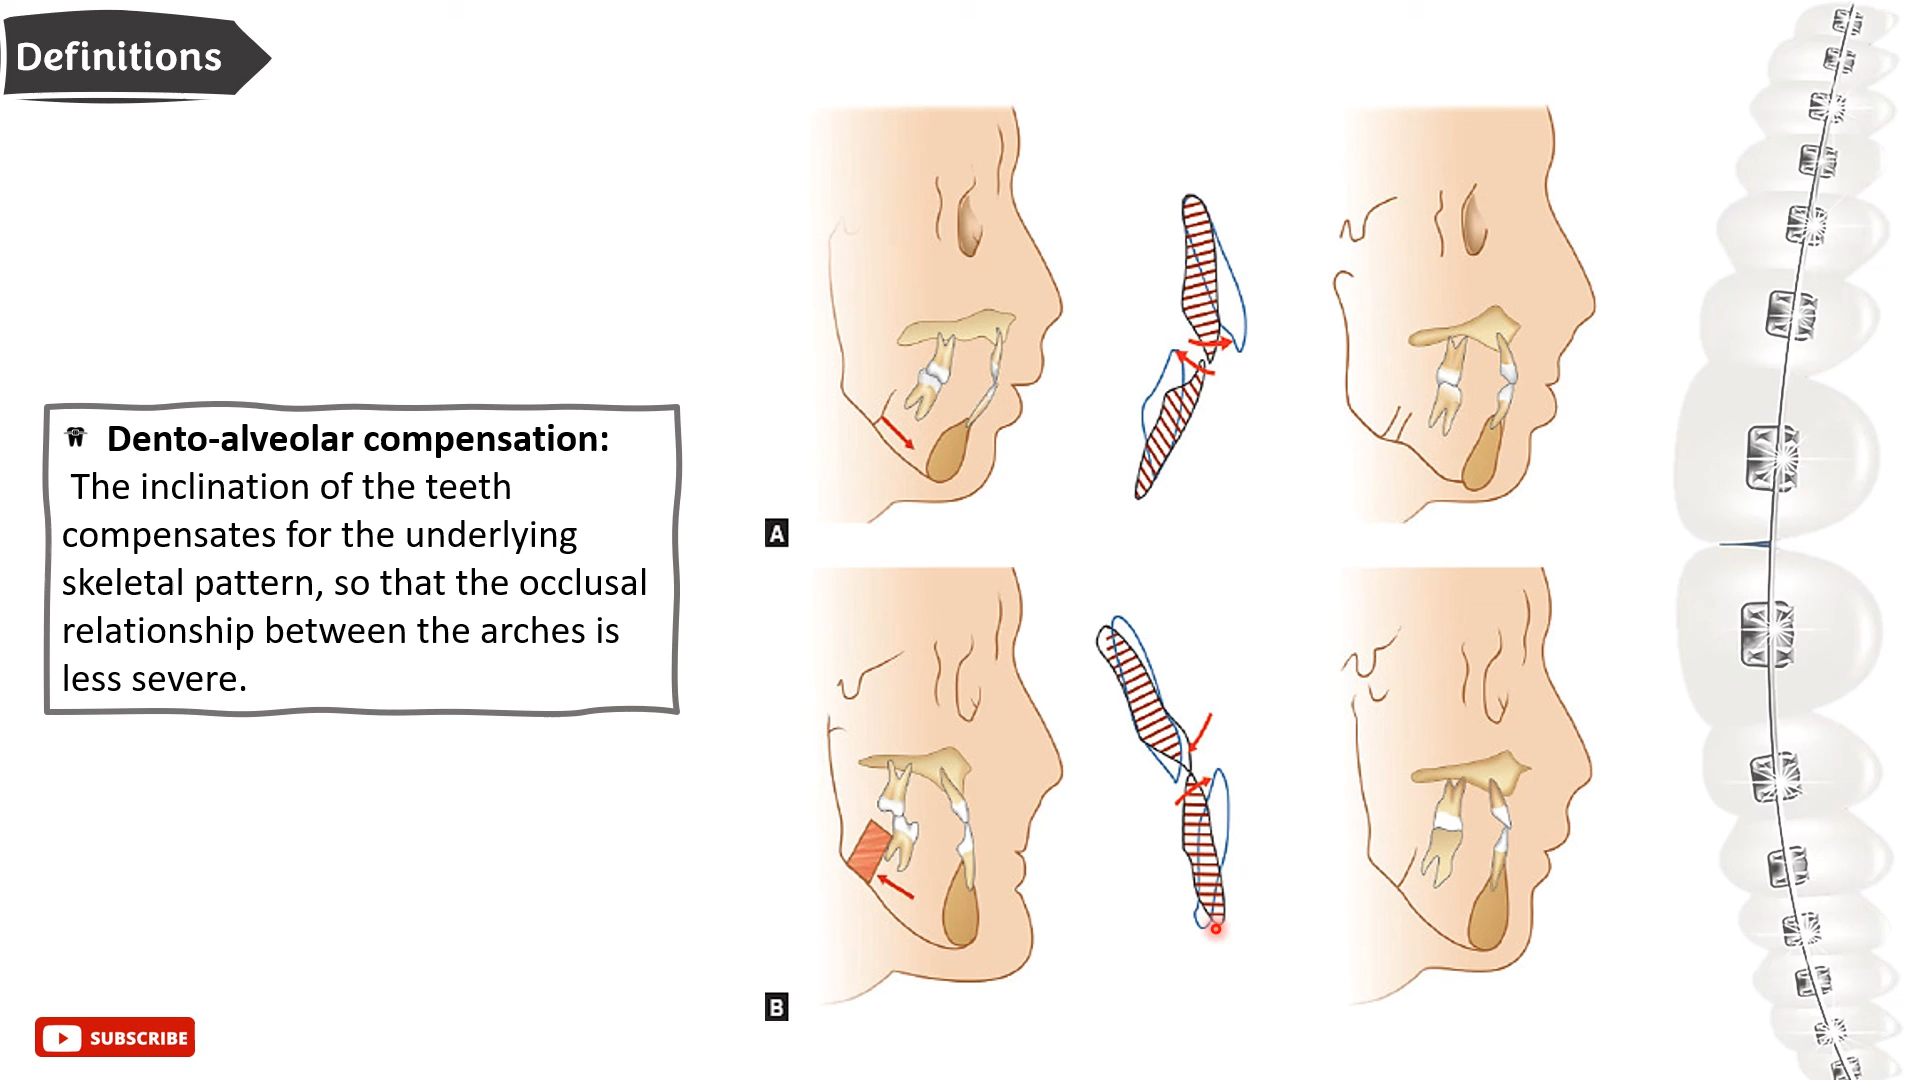 Definitions
Dento-alveolar compensation:
The inclination of the teeth
compensates for the underlying
skeletal pattern, so that the occlusal
relationship between the arches is
less severe.
A
B
SUBSCRIBE